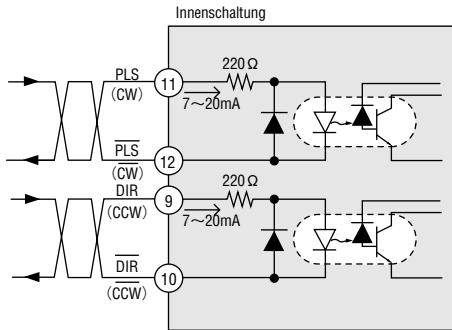 Innenschaltung
PLS
(CW)
11
220 Ω
7~20mA
PLS
(CW)
12
DIR
(CCW)
9
220 Ω
7~20mA
DIR
(CCW)
10